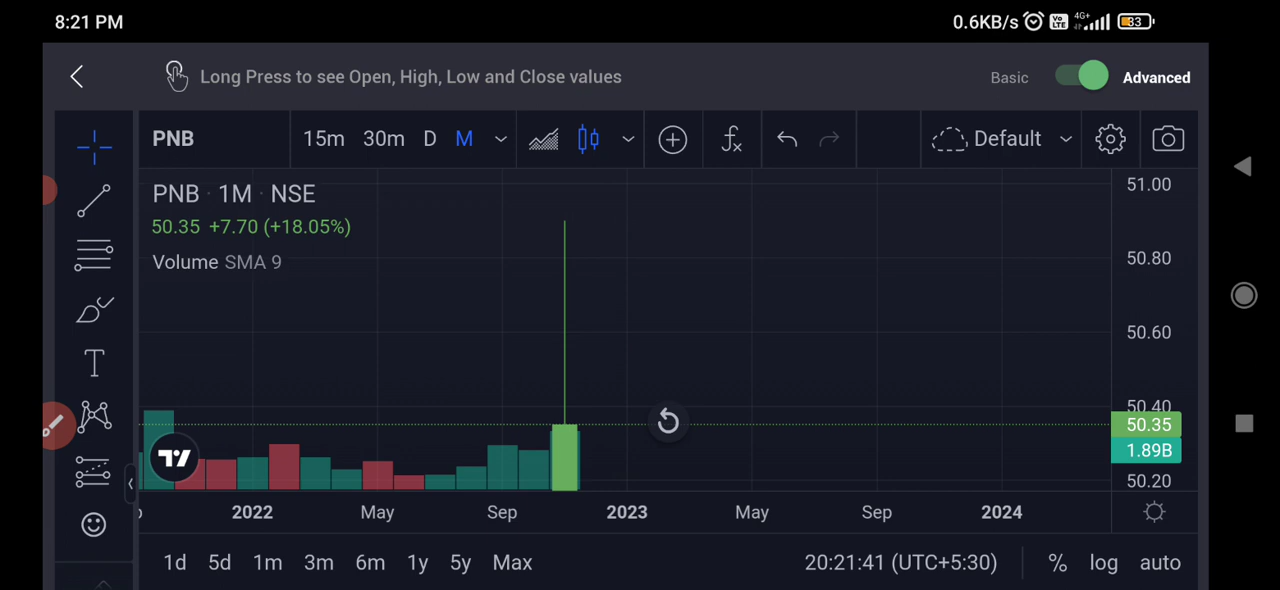 8:21 PM
0.6KB/s VoLTE 4G+ 33
Long Press to see Open, High, Low and Close values
Basic Advanced
PNB 15m 30m D M Default
PNB · 1M · NSE
50.35 +7.70 (+18.05%)
Volume SMA 9
51.00
50.80
50.60
50.40
50.35
1.89B
50.20
2022 May Sep 2023 May Sep 2024
1d 5d 1m 3m 6m 1y 5y Max 20:21:41 (UTC+5:30) % log auto